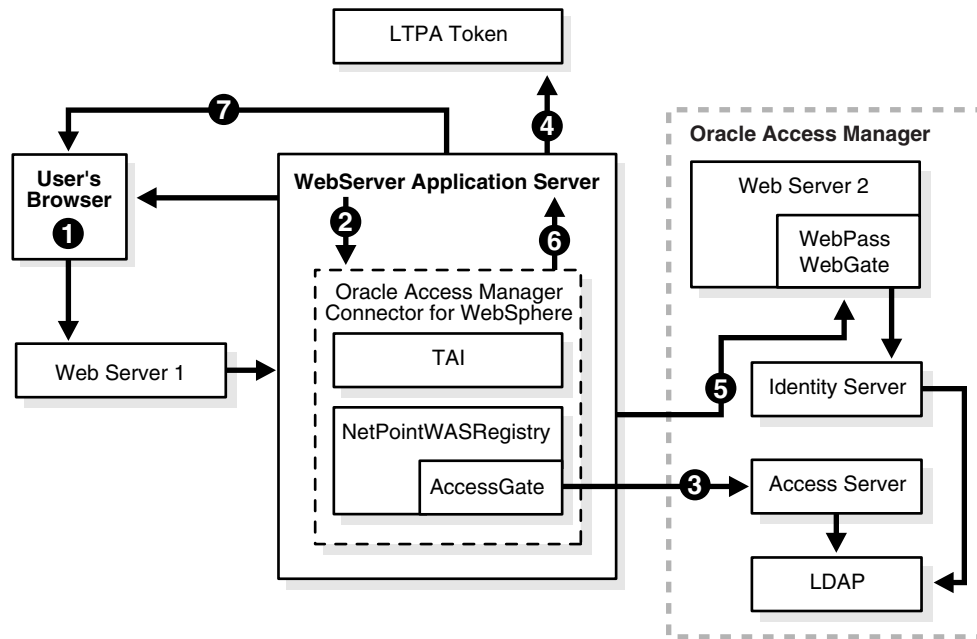 LTPA Token
7
4
Oracle Access Manager
User's
Browser
1
WebServer Application Server
2
6
Web Server 2
WebPass
WebGate
Oracle Access Manager
Connector for WebSphere
TAI
Web Server 1
5
Identity Server
NetPointWASRegistry
AccessGate
3
Access Server
LDAP